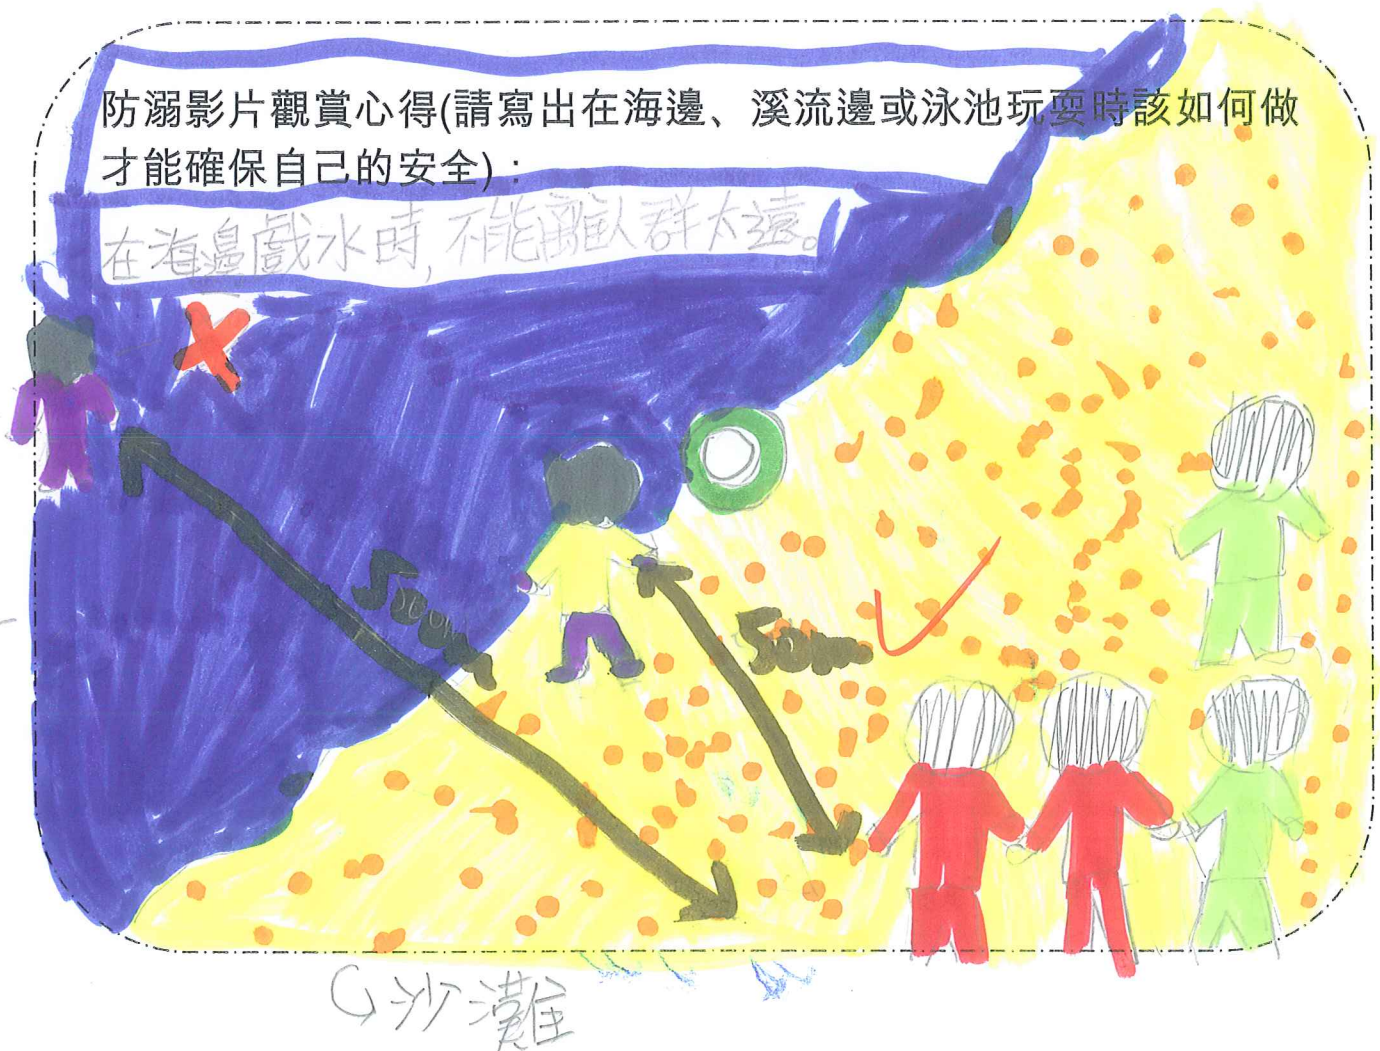 防溺影片觀賞心得(請寫出在海邊、溪流邊或泳池玩耍時該如何做
才能確保自己的安全)：
在海邊戲水時,不能離人群太遠。
500m
50m
沙灘